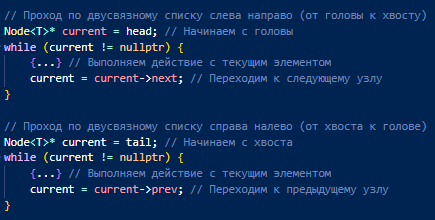 // Проход по двусвязному списку слева направо (от головы к хвосту)
Node<T>* current = head; // Начинаем с головы
while (current != nullptr) {
    {...} // Выполняем действие с текущим элементом
    current = current->next; // Переходим к следующему узлу
}

// Проход по двусвязному списку справа налево (от хвоста к голове)
Node<T>* current = tail; // Начинаем с хвоста
while (current != nullptr) {
    {...} // Выполняем действие с текущим элементом
    current = current->prev; // Переходим к предыдущему узлу
}